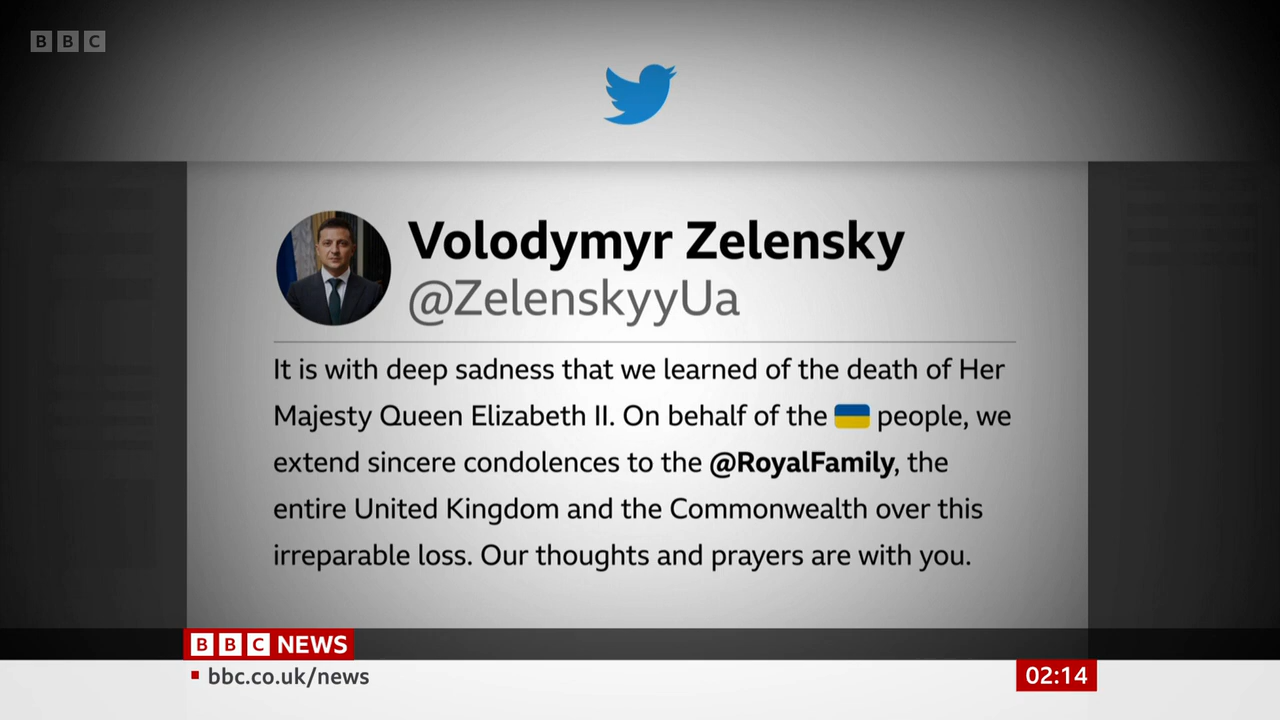 BBC
Volodymyr Zelensky
@ZelenskyyUa
It is with deep sadness that we learned of the death of Her
Majesty Queen Elizabeth II. On behalf of the 🇺🇦 people, we
extend sincere condolences to the @RoyalFamily, the
entire United Kingdom and the Commonwealth over this
irreparable loss. Our thoughts and prayers are with you.
BBC NEWS
bbc.co.uk/news
02:14